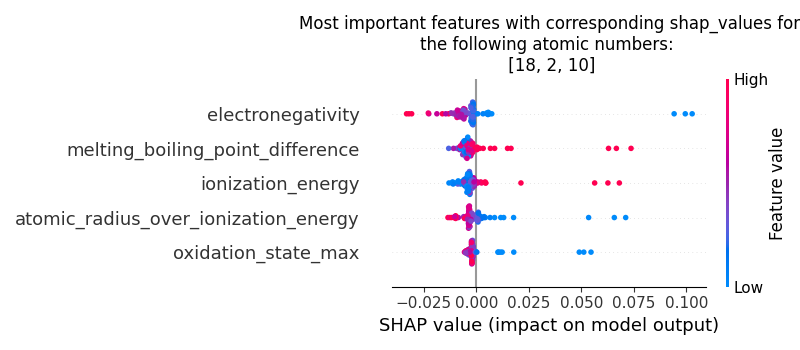 Most important features with corresponding shap_values for
the following atomic numbers:
[18, 2, 10]
High
electronegativity
melting_boiling_point_difference
ionization_energy
atomic_radius_over_ionization_energy
oxidation_state_max
Feature value
Low
−0.025 0.000 0.025 0.050 0.075 0.100
SHAP value (impact on model output)